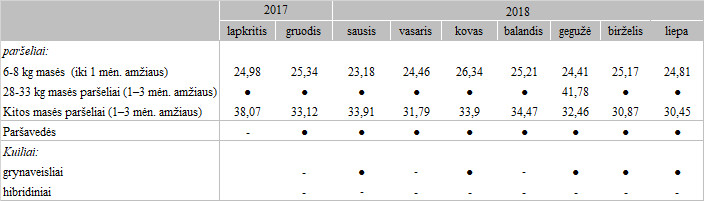 2017 2018
lapkritis gruodis sausis vasaris kovas balandis gegužė birželis liepa
paršeliai:
6-8 kg masės (iki 1 mėn. amžiaus) 24,98 25,34 23,18 24,46 26,34 25,21 24,41 25,17 24,81
28-33 kg masės paršeliai (1–3 mėn. amžiaus) ● ● ● ● ● ● 41,78 ● ●
Kitos masės paršeliai (1–3 mėn. amžiaus) 38,07 33,12 33,91 31,79 33,9 34,47 32,46 30,87 30,45
Paršavedės - ● ● ● ● ● ● ● ●
Kuiliai:
grynaveisliai - ● - ● - ● ● ●
hibridiniai - - - - - - - -